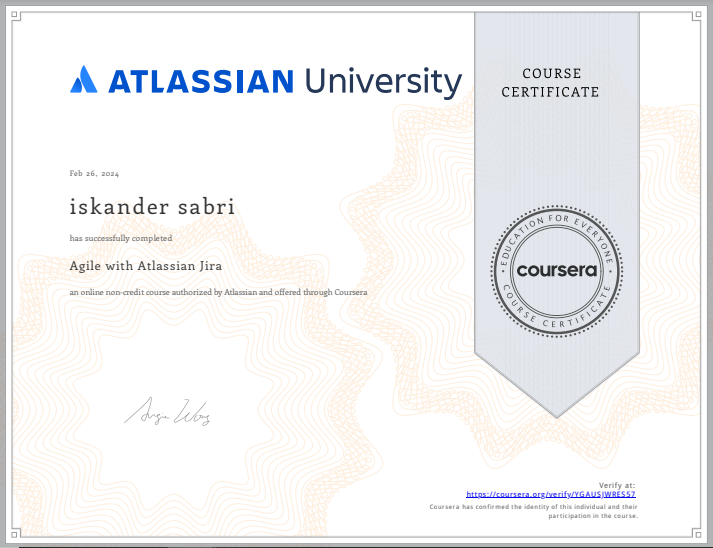 ATLASSIAN University
COURSE
CERTIFICATE
Feb 26, 2024
iskander sabri
has successfully completed
Agile with Atlassian Jira
an online non-credit course authorized by Atlassian and offered through Coursera
EDUCATION FOR EVERYONE
coursera
COURSE CERTIFICATE
Angie Wong
Verify at:
https://coursera.org/verify/YGAUSJWRES57
Coursera has confirmed the identity of this individual and their
participation in the course.